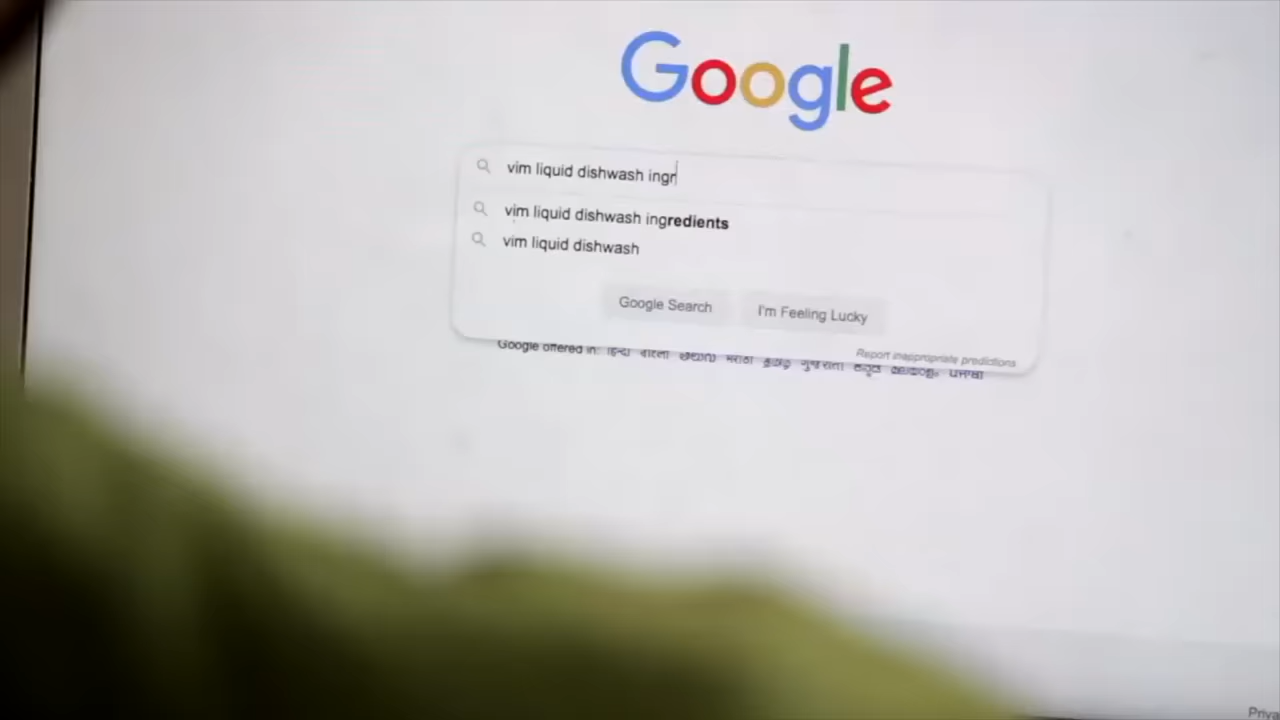 Google
vim liquid dishwash ingr
vim liquid dishwash ingredients
vim liquid dishwash
Google Search
I'm Feeling Lucky
Report inappropriate predictions
Google offered in: हिन्दी বাংলা తెలుగు मराठी தமிழ் ગુજરાતી ಕನ್ನಡ മലയാളം ਪੰਜਾਬੀ